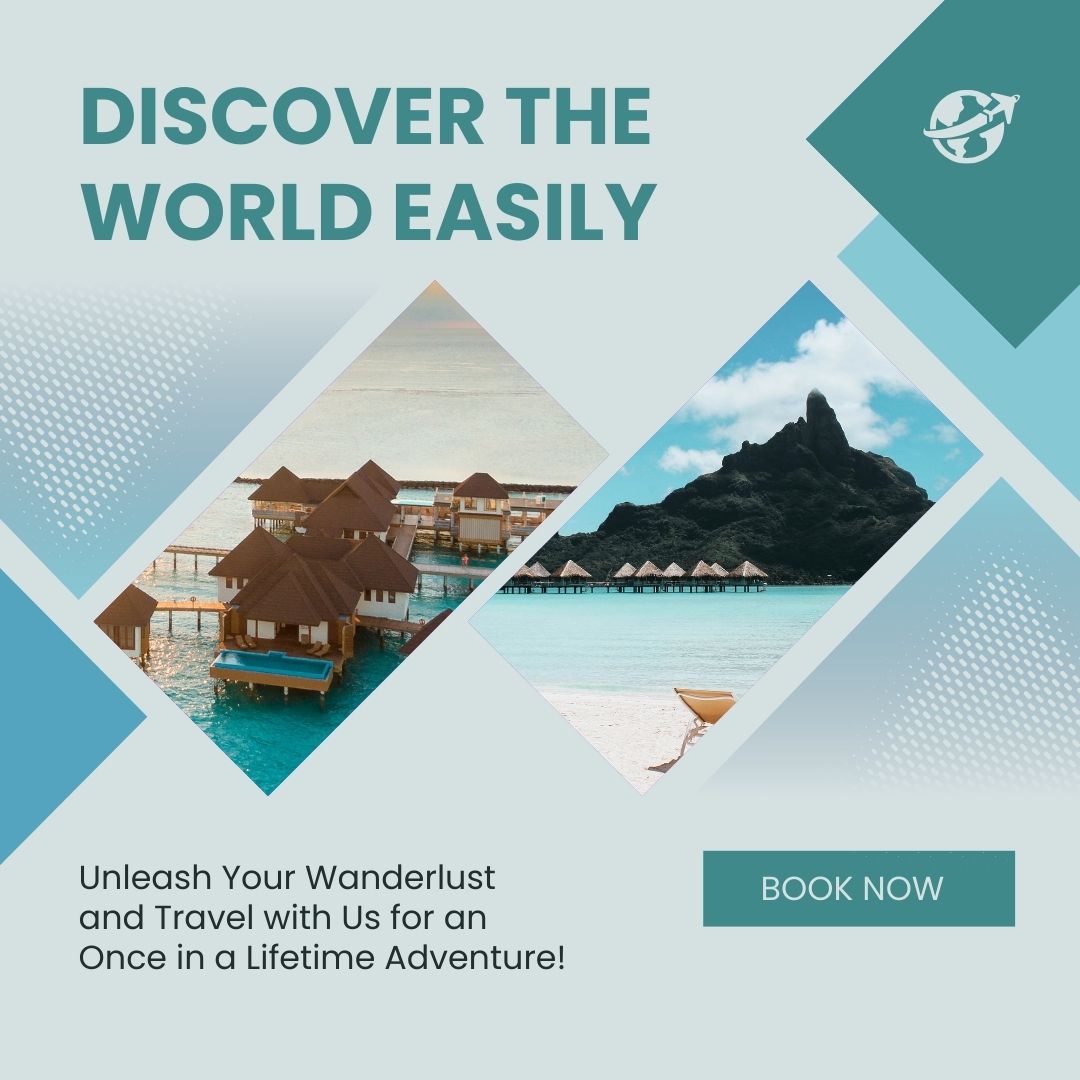 DISCOVER THE
WORLD EASILY
Unleash Your Wanderlust
and Travel with Us for an
Once in a Lifetime Adventure!
BOOK NOW